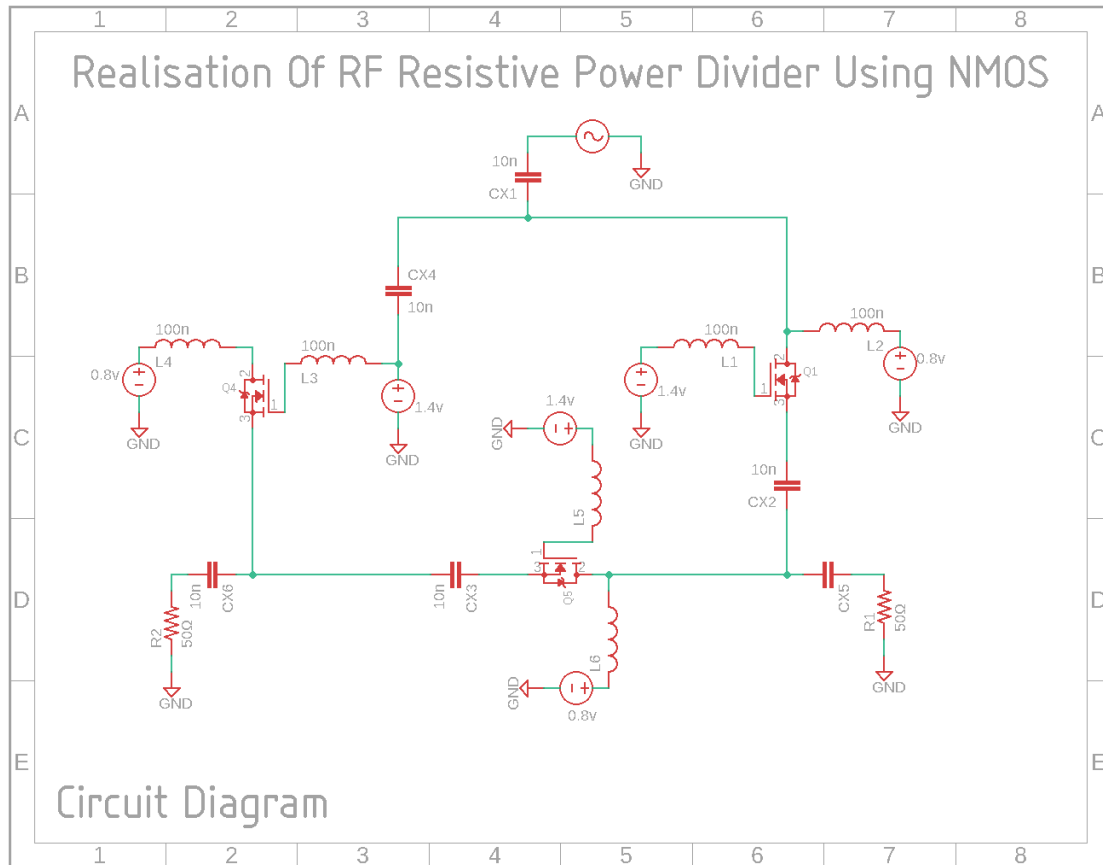 1 2 3 4 5 6 7 8
Realisation Of RF Resistive Power Divider Using NMOS
A A
10n
CX1
GND
B B
CX4
10n
100n
L4
100n
L3
100n
L1
100n
L2
0.8v
Q4
2
1
3
1.4v
1.4v
Q1
2
1
3
0.8v
GND
GND
GND
GND
C C
1.4v
GND
L5
10n
CX2
D D
10n
CX6
R2
50Ω
GND
10n
CX3
1
3
2
Q5
L6
GND
0.8v
CX5
R1
50Ω
GND
E E
Circuit Diagram
1 2 3 4 5 6 7 8